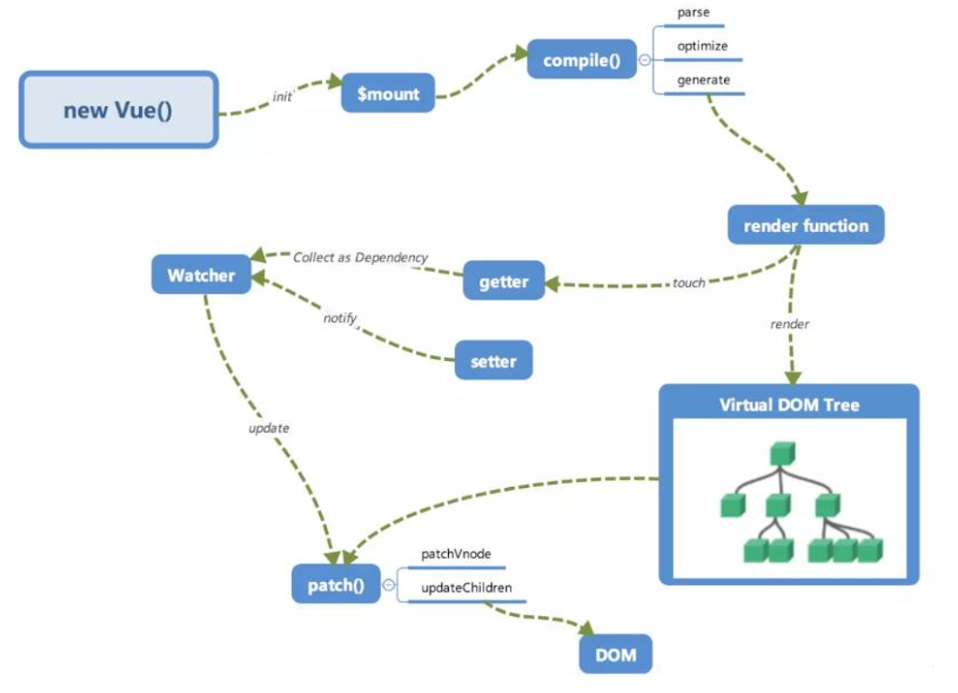 parse
compile()
optimize
generate
new Vue()
init
$mount
render function
Watcher
Collect as Dependency
getter
touch
notify
setter
render
update
Virtual DOM Tree
patch()
patchVnode
updateChildren
DOM